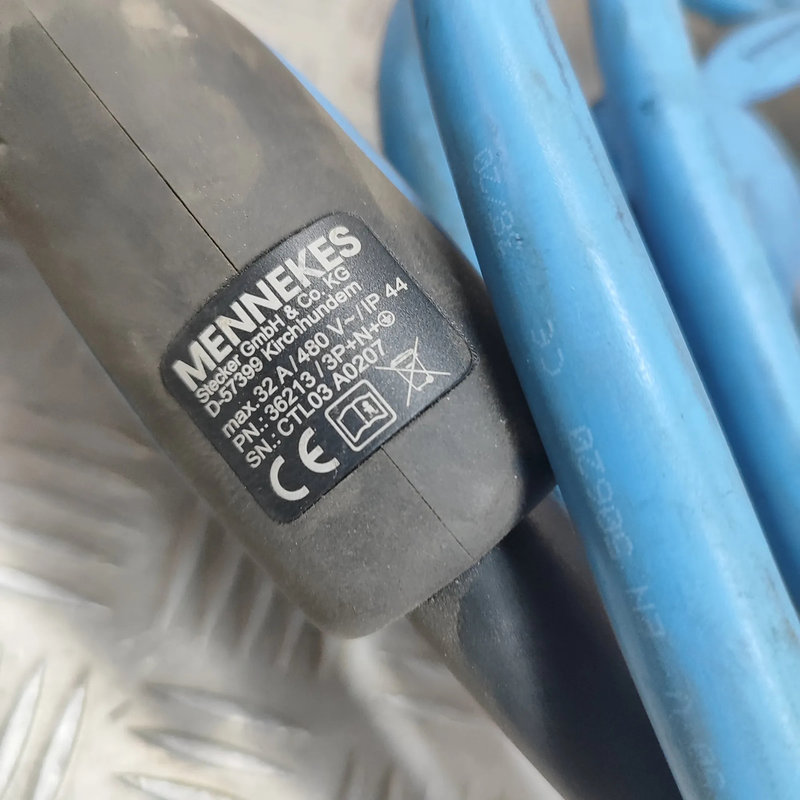 MENNEKES
Stecker GmbH & Co. KG
D-57399 Kirchhundem
max. 32 A / 480 V ~ / IP 44
PN.: 36213 / 3P+N+⏚
SN.: CTL03 A0207
CE
CE